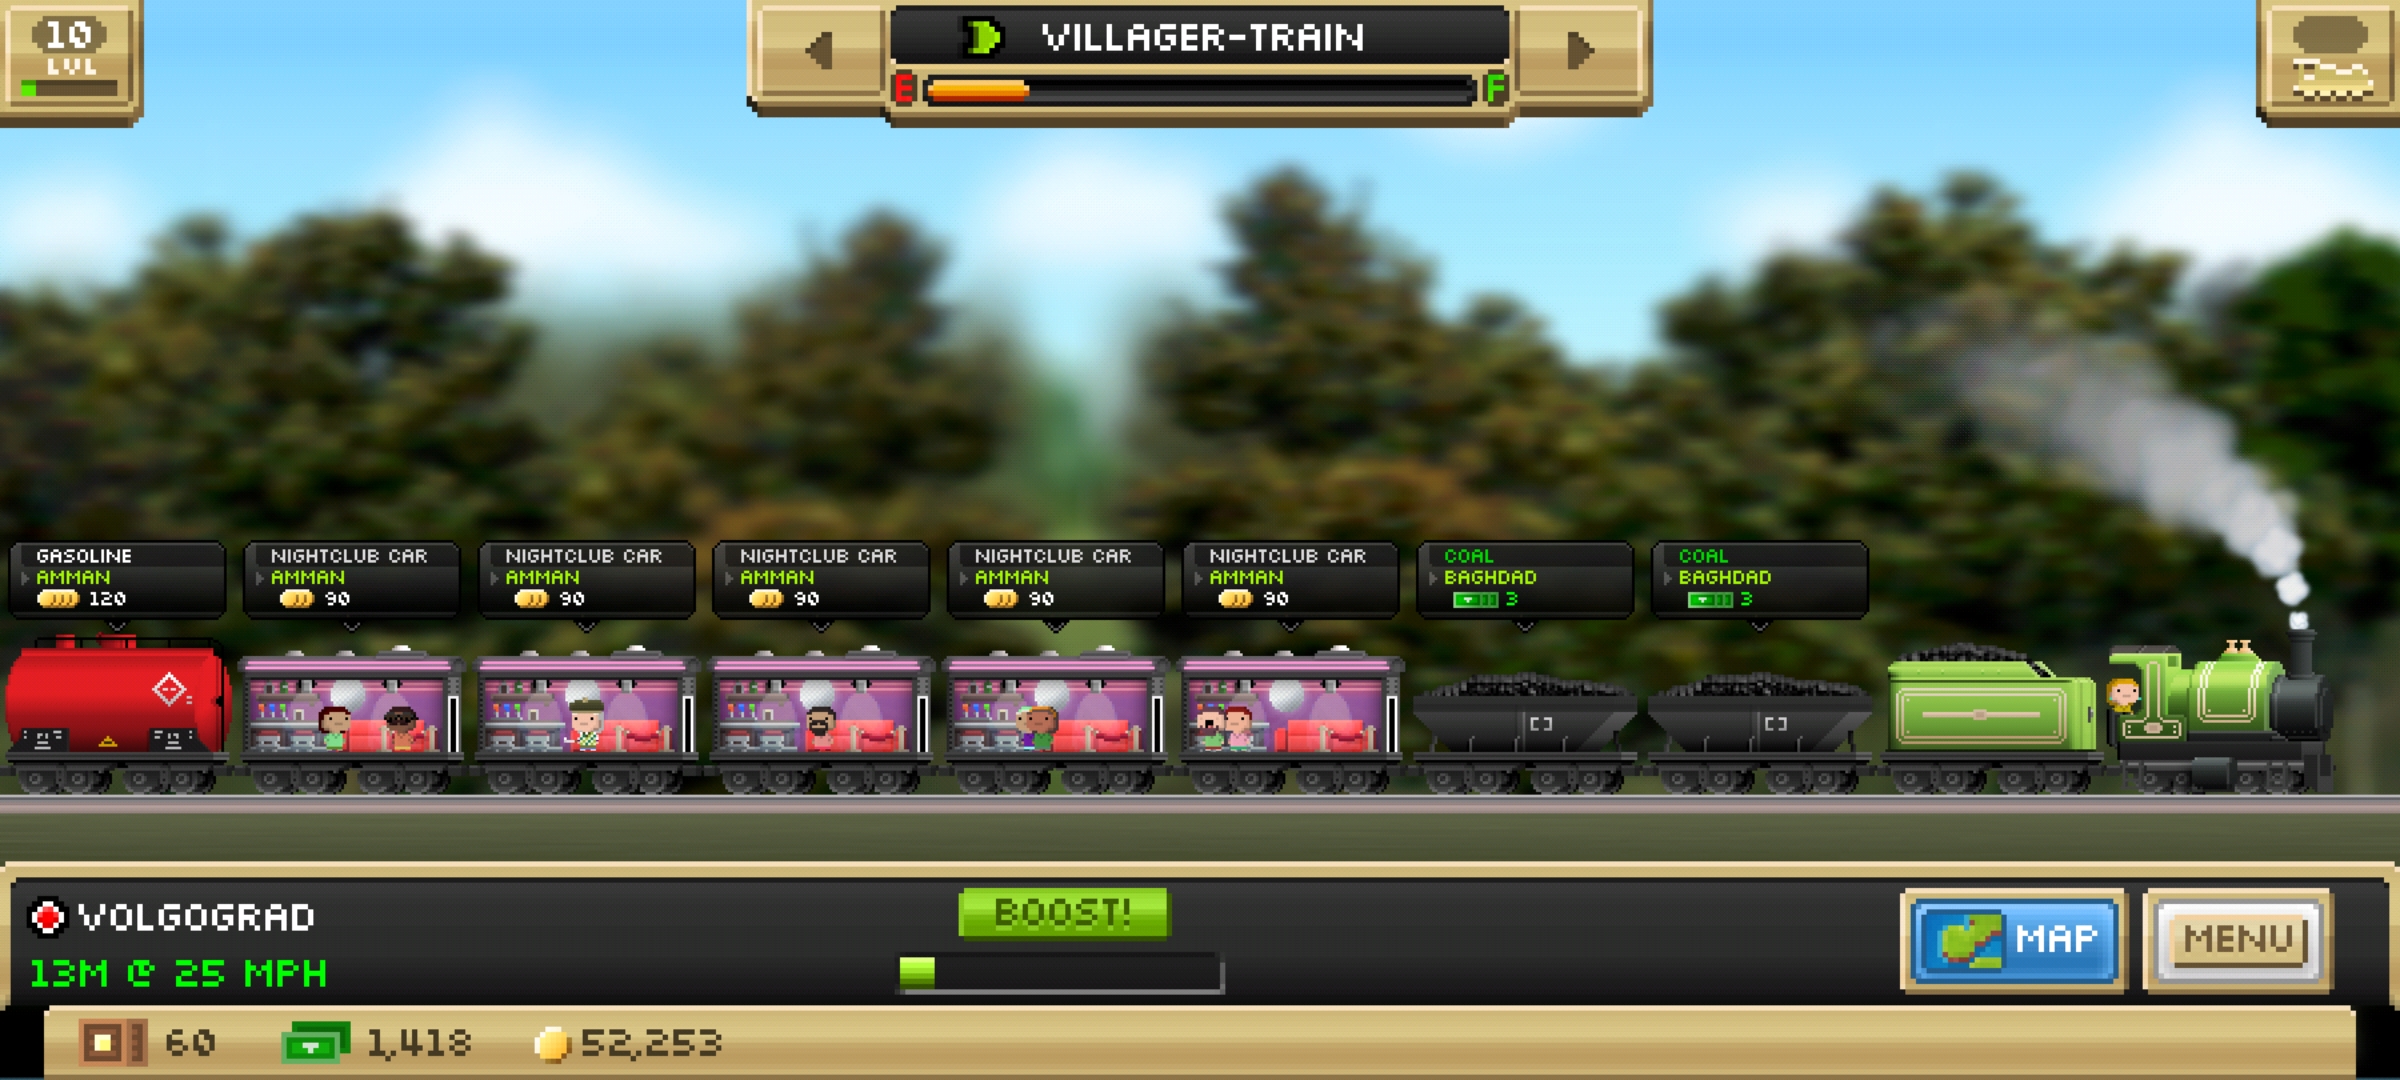 10
LVL
VILLAGER-TRAIN
E F
GASOLINE
AMMAN
120
NIGHTCLUB CAR
AMMAN
90
NIGHTCLUB CAR
AMMAN
90
NIGHTCLUB CAR
AMMAN
90
NIGHTCLUB CAR
AMMAN
90
NIGHTCLUB CAR
AMMAN
90
COAL
BAGHDAD
3
COAL
BAGHDAD
3
VOLGOGRAD
13M @ 25 MPH
BOOST!
MAP
MENU
60
1,418
52,253